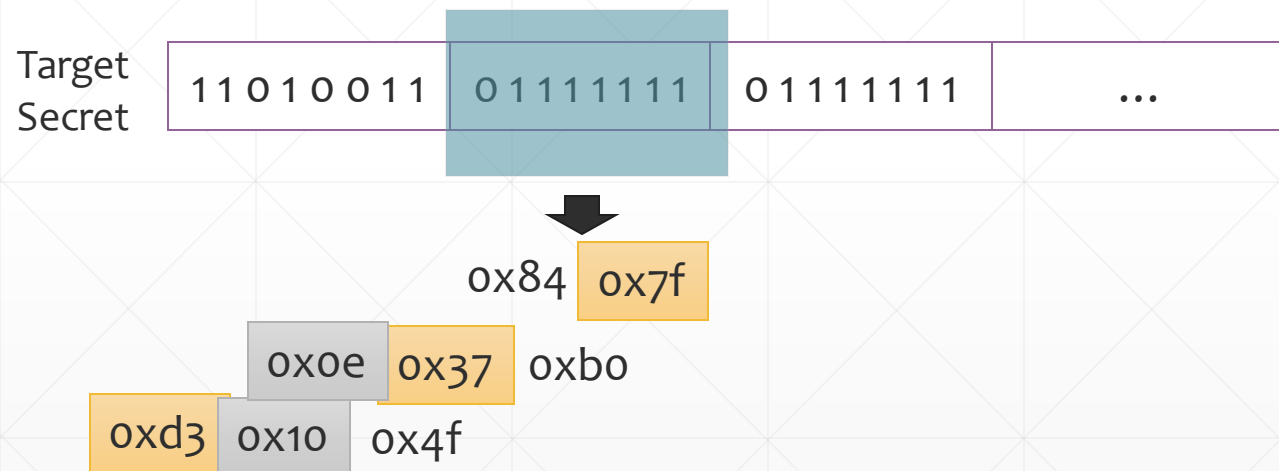 Target
Secret
1 1 0 1 0 0 1 1
0 1 1 1 1 1 1 1
0 1 1 1 1 1 1 1
...
0x84 0x7f
0x0e 0x37 0xb0
0xd3 0x10 0x4f